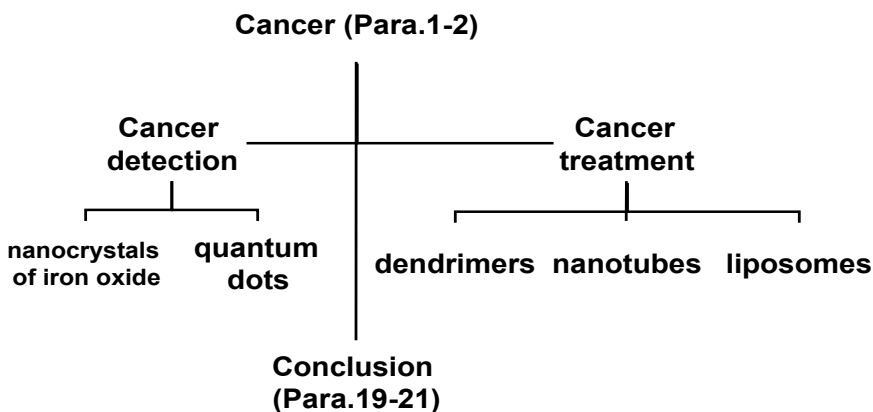 Cancer (Para.1-2)
Cancer
detection
Cancer
treatment
nanocrystals
of iron oxide
quantum
dots
dendrimers
nanotubes
liposomes
Conclusion
(Para.19-21)